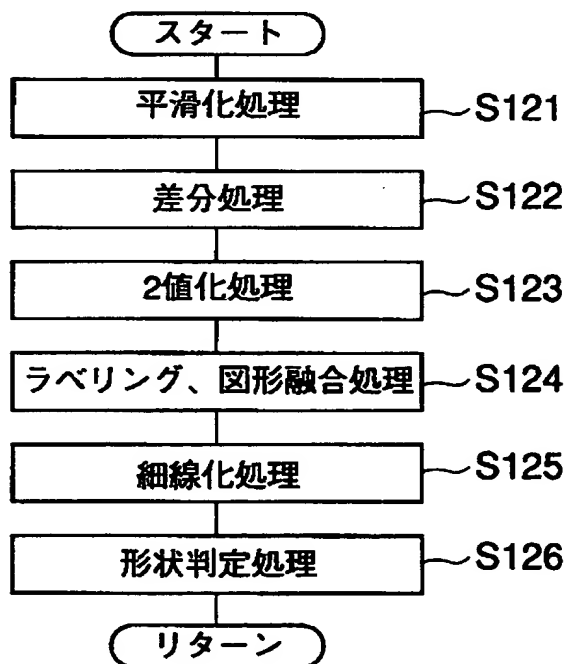 スタート
平滑化処理 S121
差分処理 S122
2値化処理 S123
ラベリング、図形融合処理 S124
細線化処理 S125
形状判定処理 S126
リターン